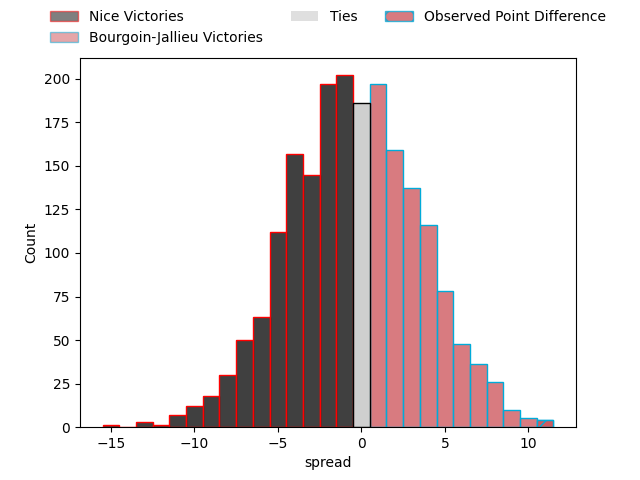 Nice Victories
Bourgoin-Jallieu Victories
Ties
Observed Point Difference
200
175
150
125
100
75
50
25
0
Count
−15 −10 −5 0 5 10
spread